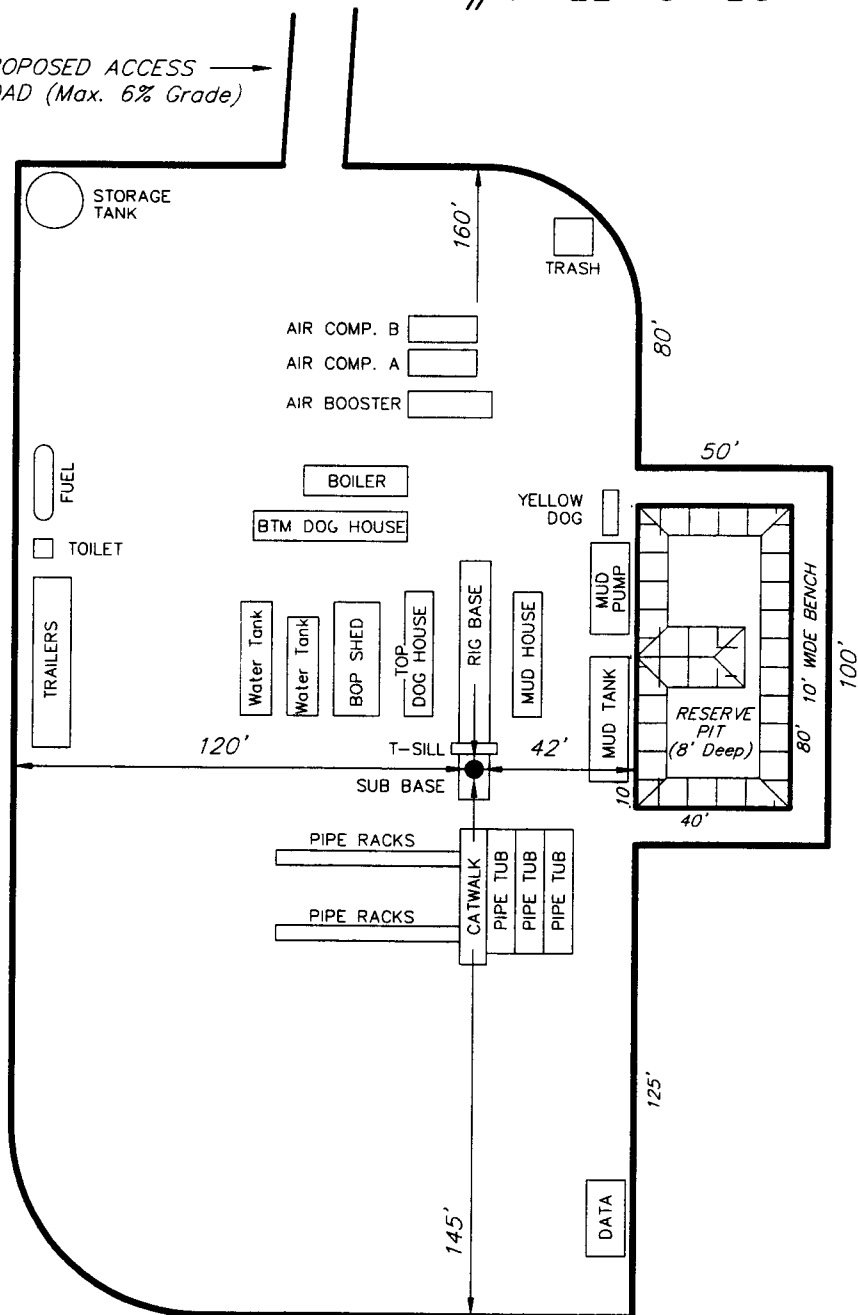 OPOSED ACCESS
OAD (Max. 6% Grade)
STORAGE
TANK
160'
TRASH
AIR COMP. B
AIR COMP. A
AIR BOOSTER
80'
50'
FUEL
BOILER
YELLOW
DOG
BTM DOG HOUSE
TOILET
TRAILERS
Water Tank
Water Tank
BOP SHED
TOP
DOG HOUSE
RIG BASE
MUD HOUSE
MUD
PUMP
MUD TANK
RESERVE
PIT
(8' Deep)
80'
10' WIDE BENCH
100'
T-SILL
120'
42'
SUB BASE
10'
40'
PIPE RACKS
CATWALK
PIPE TUB
PIPE TUB
PIPE TUB
PIPE RACKS
125'
145'
DATA